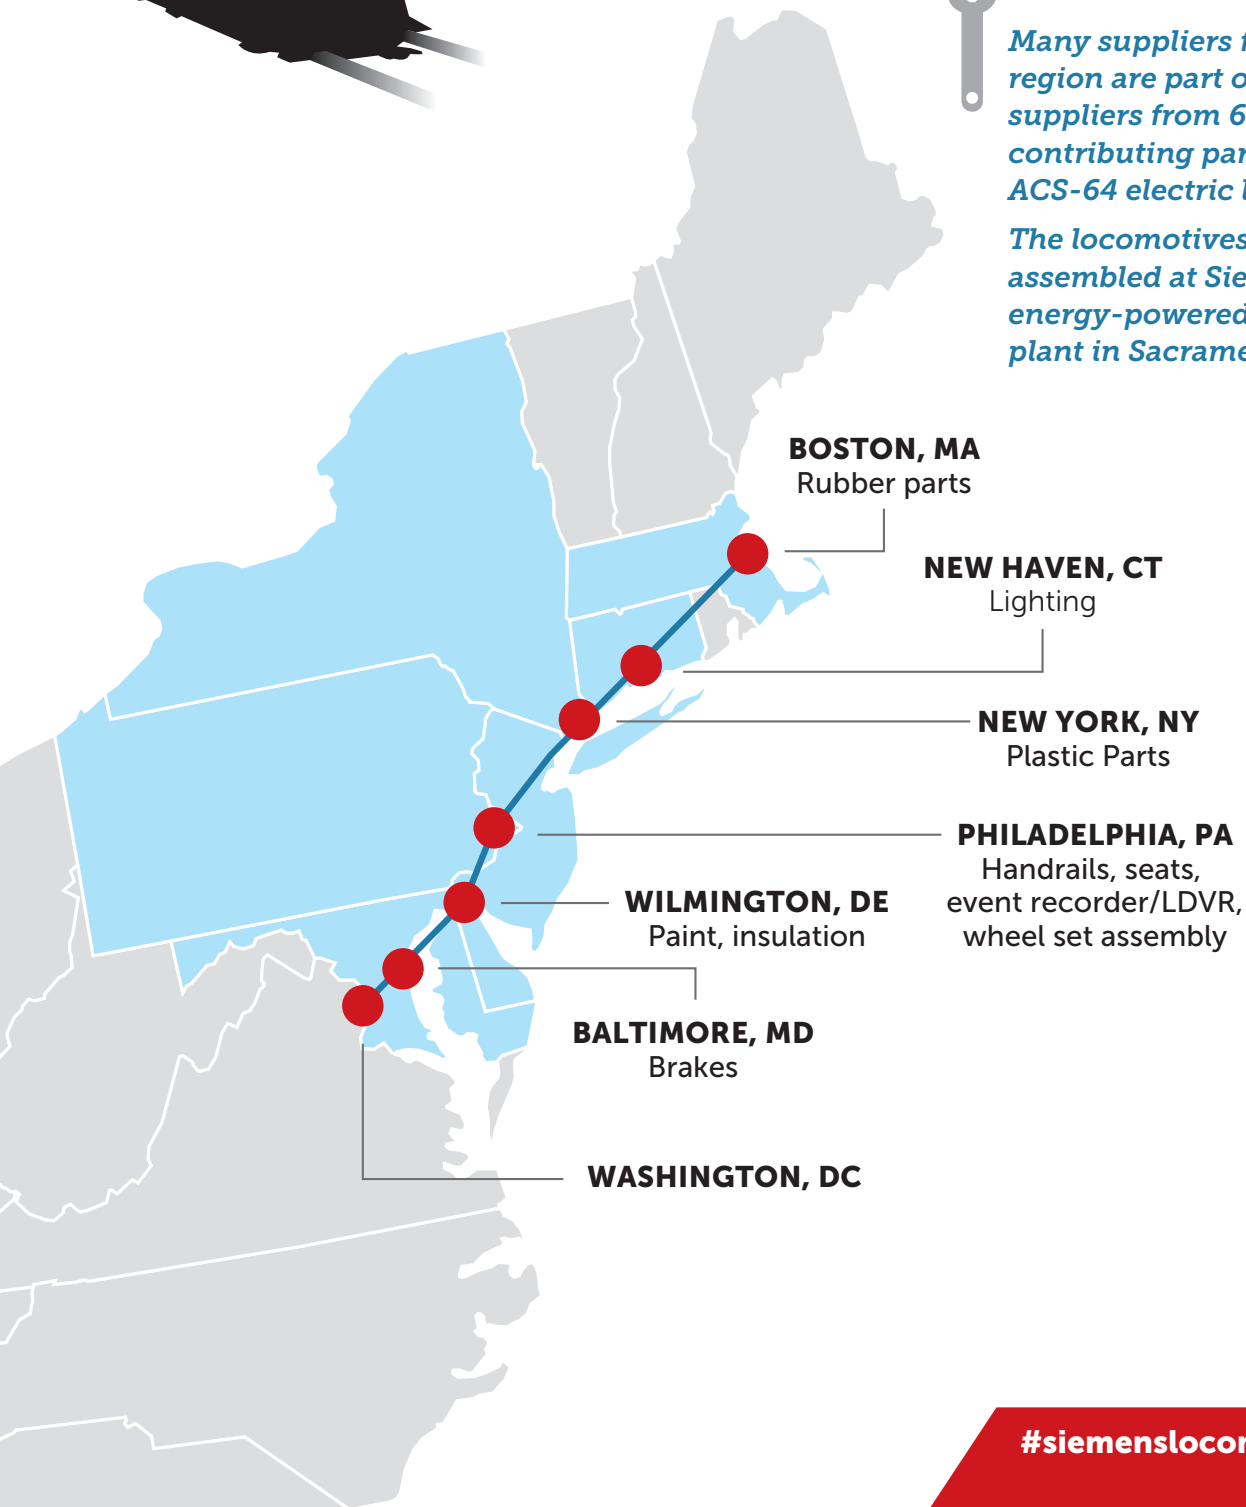 Many suppliers
region are part
suppliers from 6
contributing
ACS-64 electric
The locomotives
assembled at
energy-powered
plant in
BOSTON, MA
Rubber parts
NEW HAVEN, CT
Lighting
NEW YORK, NY
Plastic Parts
PHILADELPHIA, PA
Handrails, seats,
event recorder/LDVR,
wheel set assembly
WILMINGTON, DE
Paint, insulation
BALTIMORE, MD
Brakes
WASHINGTON, DC